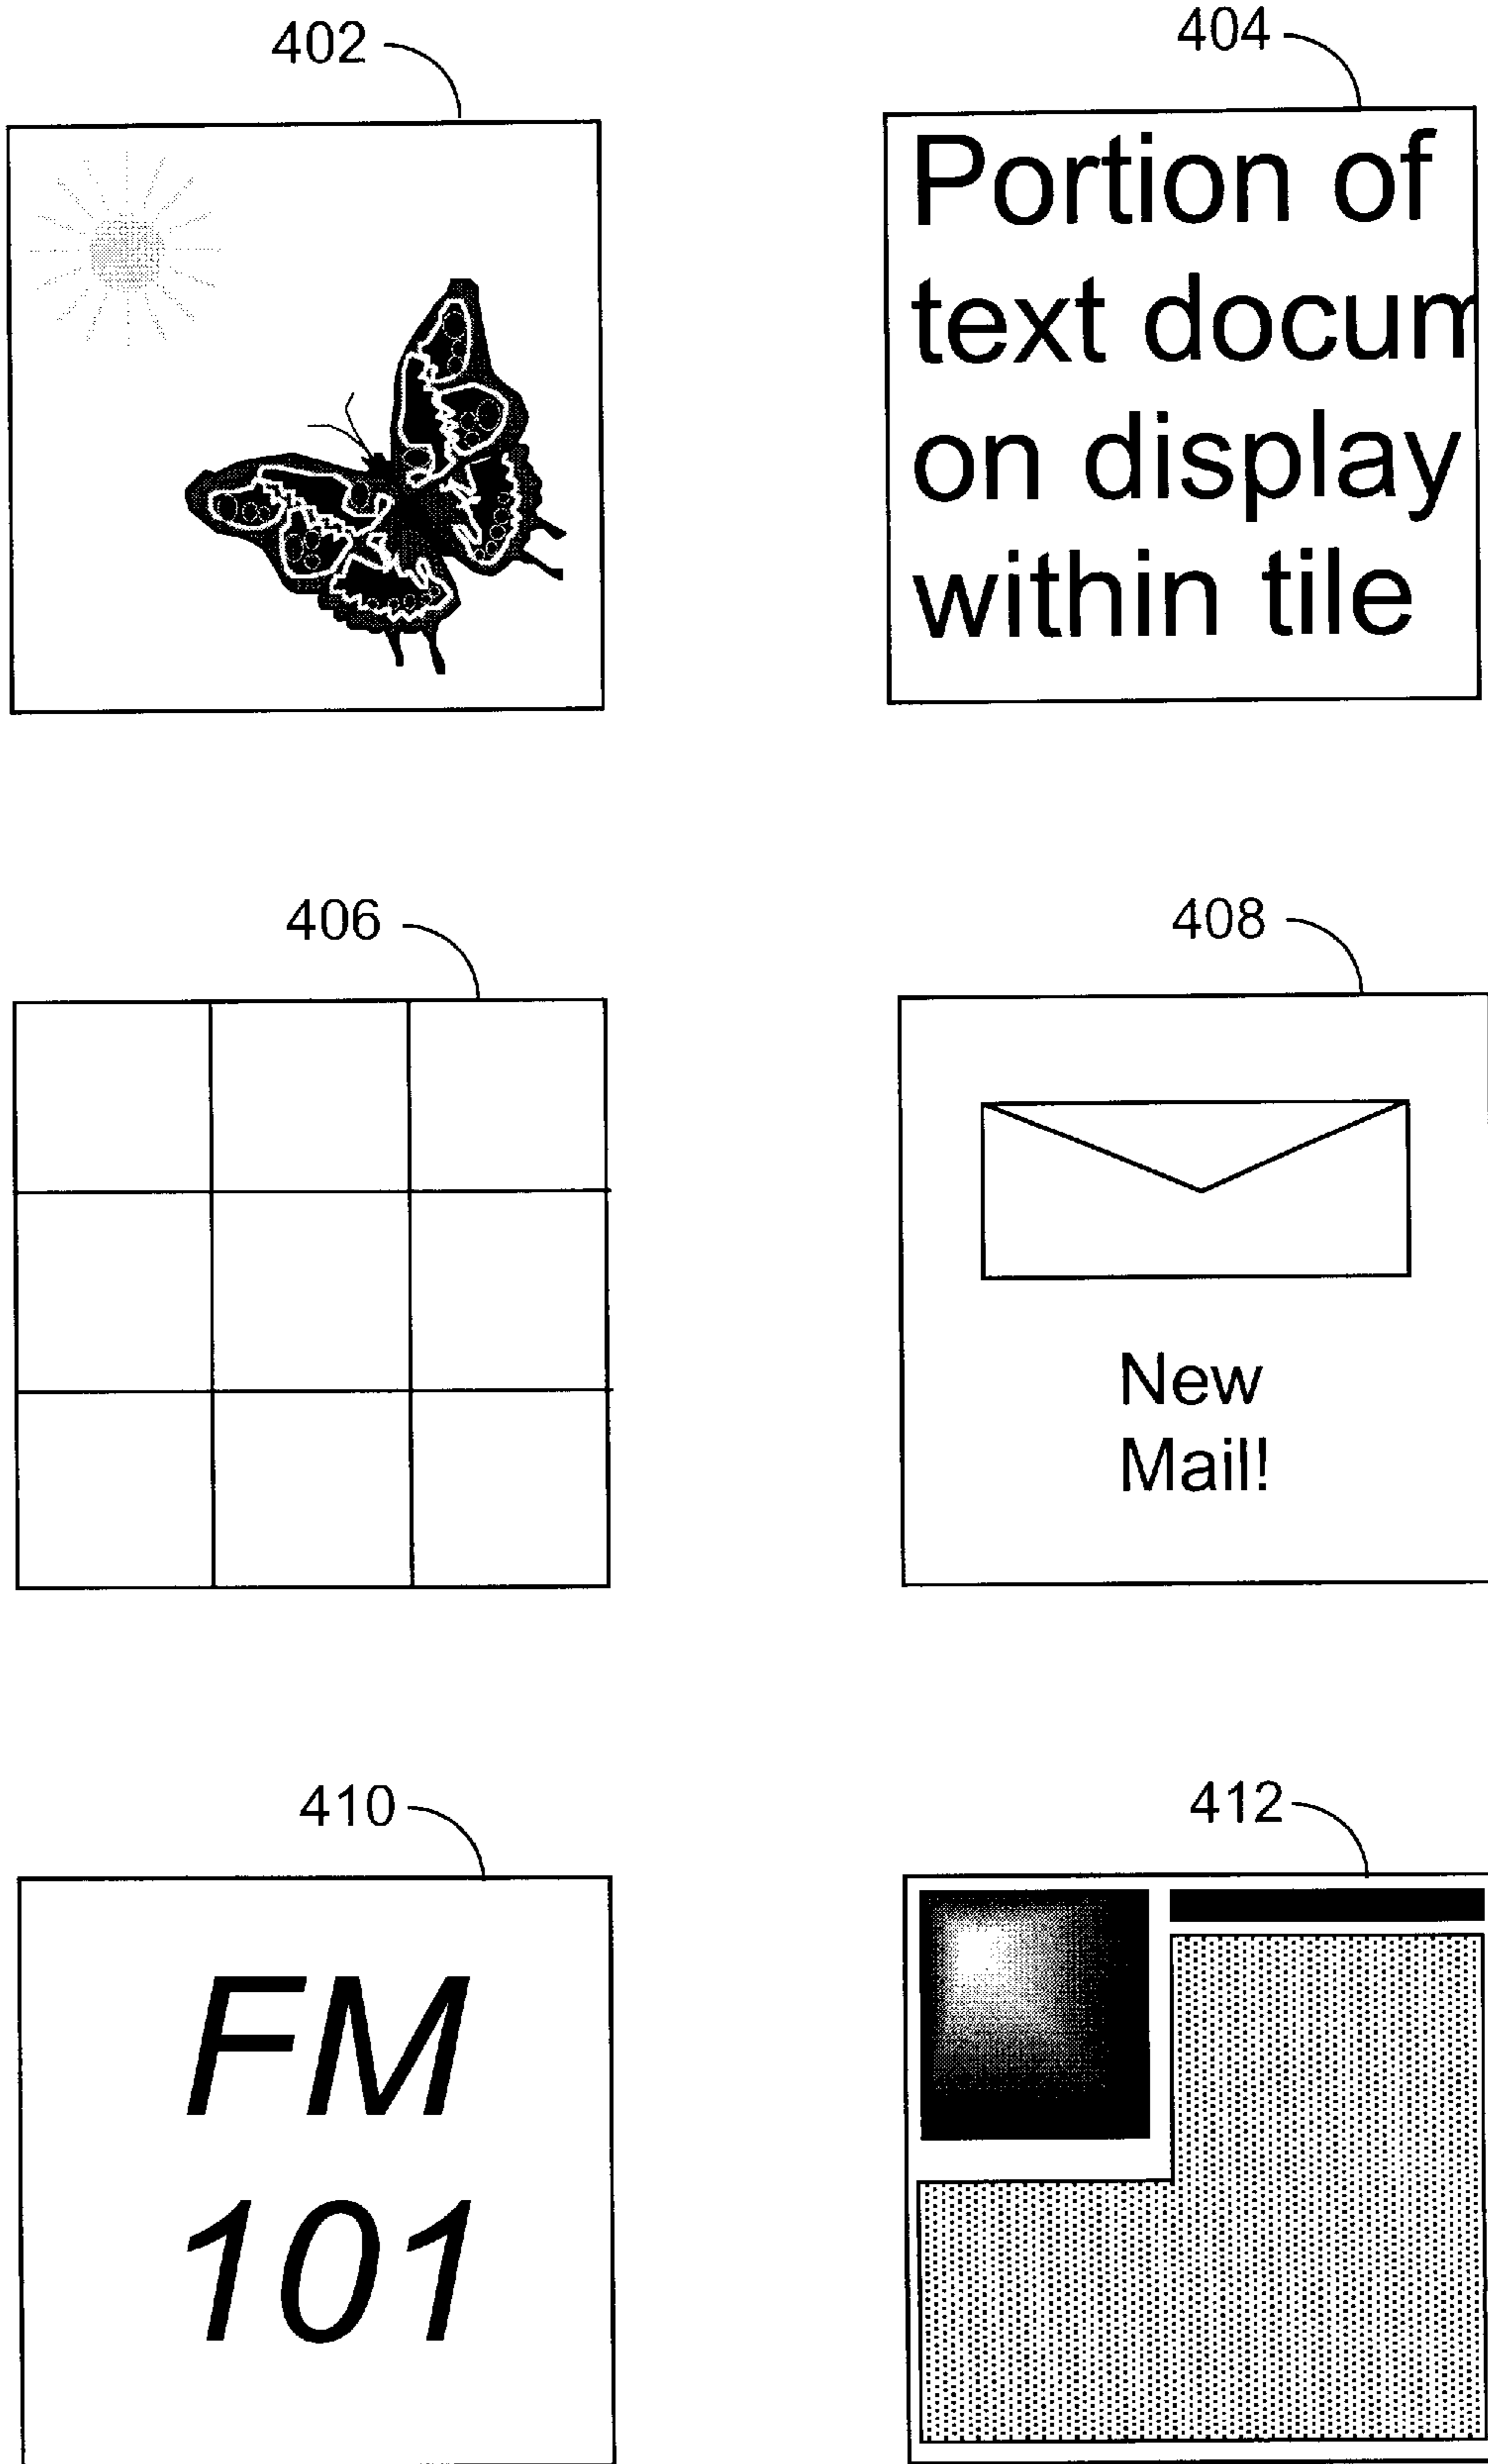 402
404
Portion of
text docum
on display
within tile
406
408
New
Mail!
410
412
FM
101